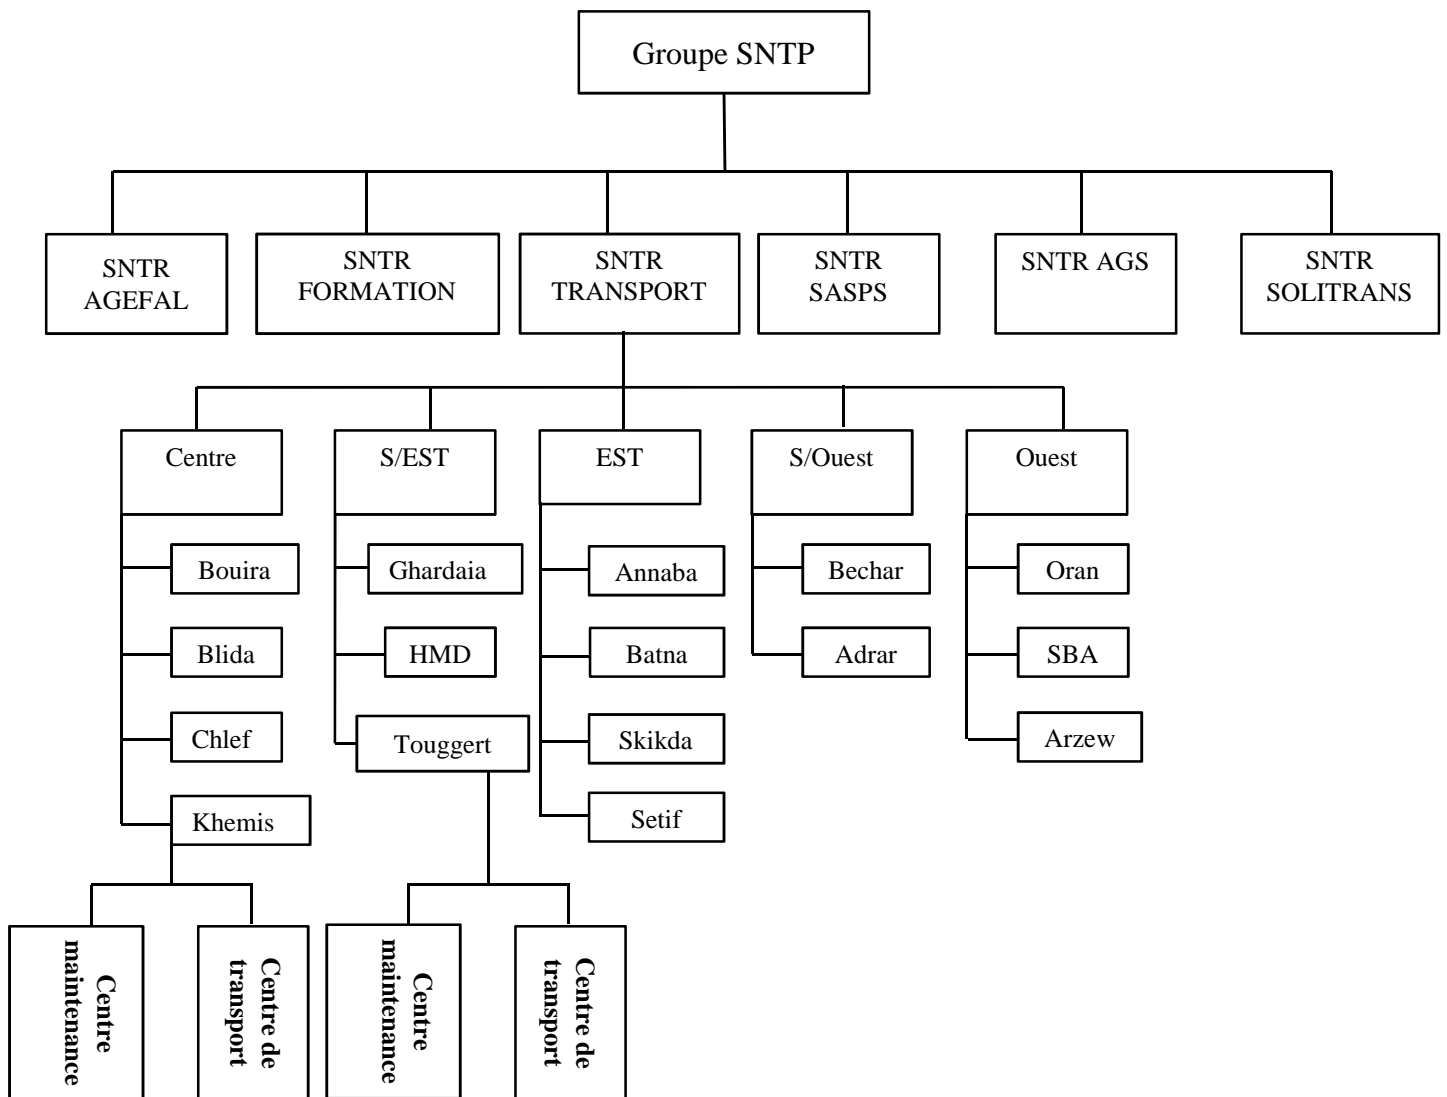 Groupe SNTP
SNTR
AGEFAL
SNTR
FORMATION
SNTR
TRANSPORT
SNTR
SASPS
SNTR AGS
SNTR
SOLITRANS
Centre
S/EST
EST
S/Ouest
Ouest
Bouira
Ghardaia
Annaba
Bechar
Oran
Blida
HMD
Batna
Adrar
SBA
Chlef
Touggert
Skikda
Arzew
Khemis
Setif
Centre
maintenance
Centre de
transport
Centre
maintenance
Centre de
transport